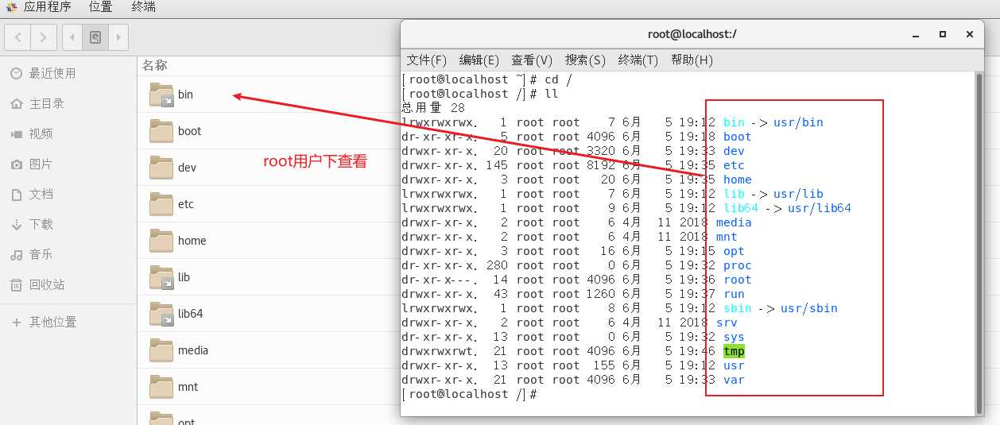 应用程序 位置 终端
最近使用
主目录
视频
图片
文档
下载
音乐
回收站
其他位置
名称
bin
boot
dev
etc
home
lib
lib64
media
mnt
opt
root用户下查看
root@localhost:/
文件(F) 编辑(E) 查看(V) 搜索(S) 终端(T) 帮助(H)
[root@localhost ~]# cd /
[root@localhost /]# ll
总用量 28
lrwxrwxrwx. 1 root root 7 6月 5 19:12 bin -> usr/bin
dr-xr-xr-x. 5 root root 4096 6月 5 19:18 boot
drwxr-xr-x. 20 root root 3320 6月 5 19:33 dev
drwxr-xr-x. 145 root root 8192 6月 5 19:35 etc
drwxr-xr-x. 3 root root 20 6月 5 19:35 home
lrwxrwxrwx. 1 root root 7 6月 5 19:12 lib -> usr/lib
lrwxrwxrwx. 1 root root 9 6月 5 19:12 lib64 -> usr/lib64
drwxr-xr-x. 2 root root 6 4月 11 2018 media
drwxr-xr-x. 2 root root 6 4月 11 2018 mnt
drwxr-xr-x. 3 root root 16 6月 5 19:15 opt
dr-xr-xr-x. 280 root root 0 6月 5 19:32 proc
dr-xr-x---. 14 root root 4096 6月 5 19:36 root
drwxr-xr-x. 43 root root 1260 6月 5 19:37 run
lrwxrwxrwx. 1 root root 8 6月 5 19:12 sbin -> usr/sbin
drwxr-xr-x. 2 root root 6 4月 11 2018 srv
dr-xr-xr-x. 13 root root 0 6月 5 19:32 sys
drwxrwxrwt. 21 root root 4096 6月 5 19:46 tmp
drwxr-xr-x. 13 root root 155 6月 5 19:12 usr
drwxr-xr-x. 21 root root 4096 6月 5 19:33 var
[root@localhost /]#